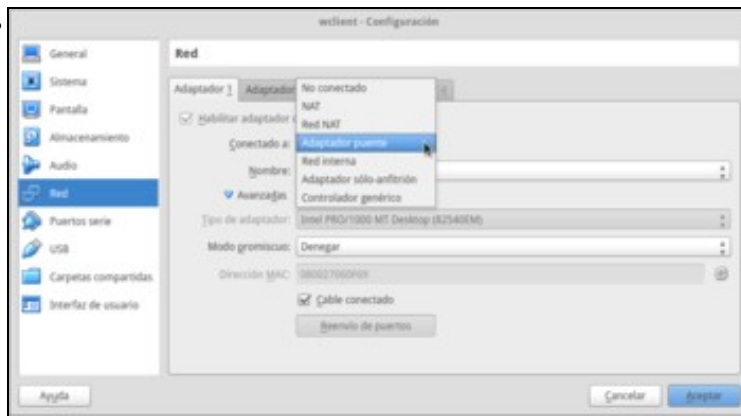 wclient - Configuración
General
Sistema
Pantalla
Almacenamiento
Audio
Red
Puertos serie
USB
Carpetas compartidas
Interfaz de usuario
Red
Adaptador 1
Adaptador
Habilitar adaptador
Conectado a:
No conectado
NAT
Red NAT
Adaptador puente
Red interna
Adaptador sólo-anfitrión
Controlador genérico
Nombre:
Avanzadas
Tipo de adaptador: Intel PRO/1000 MT Desktop (82540EM)
Modo promiscuo: Denegar
Dirección MAC:
Cable conectado
Reenvío de puertos
Ayuda
Cancelar
Aceptar